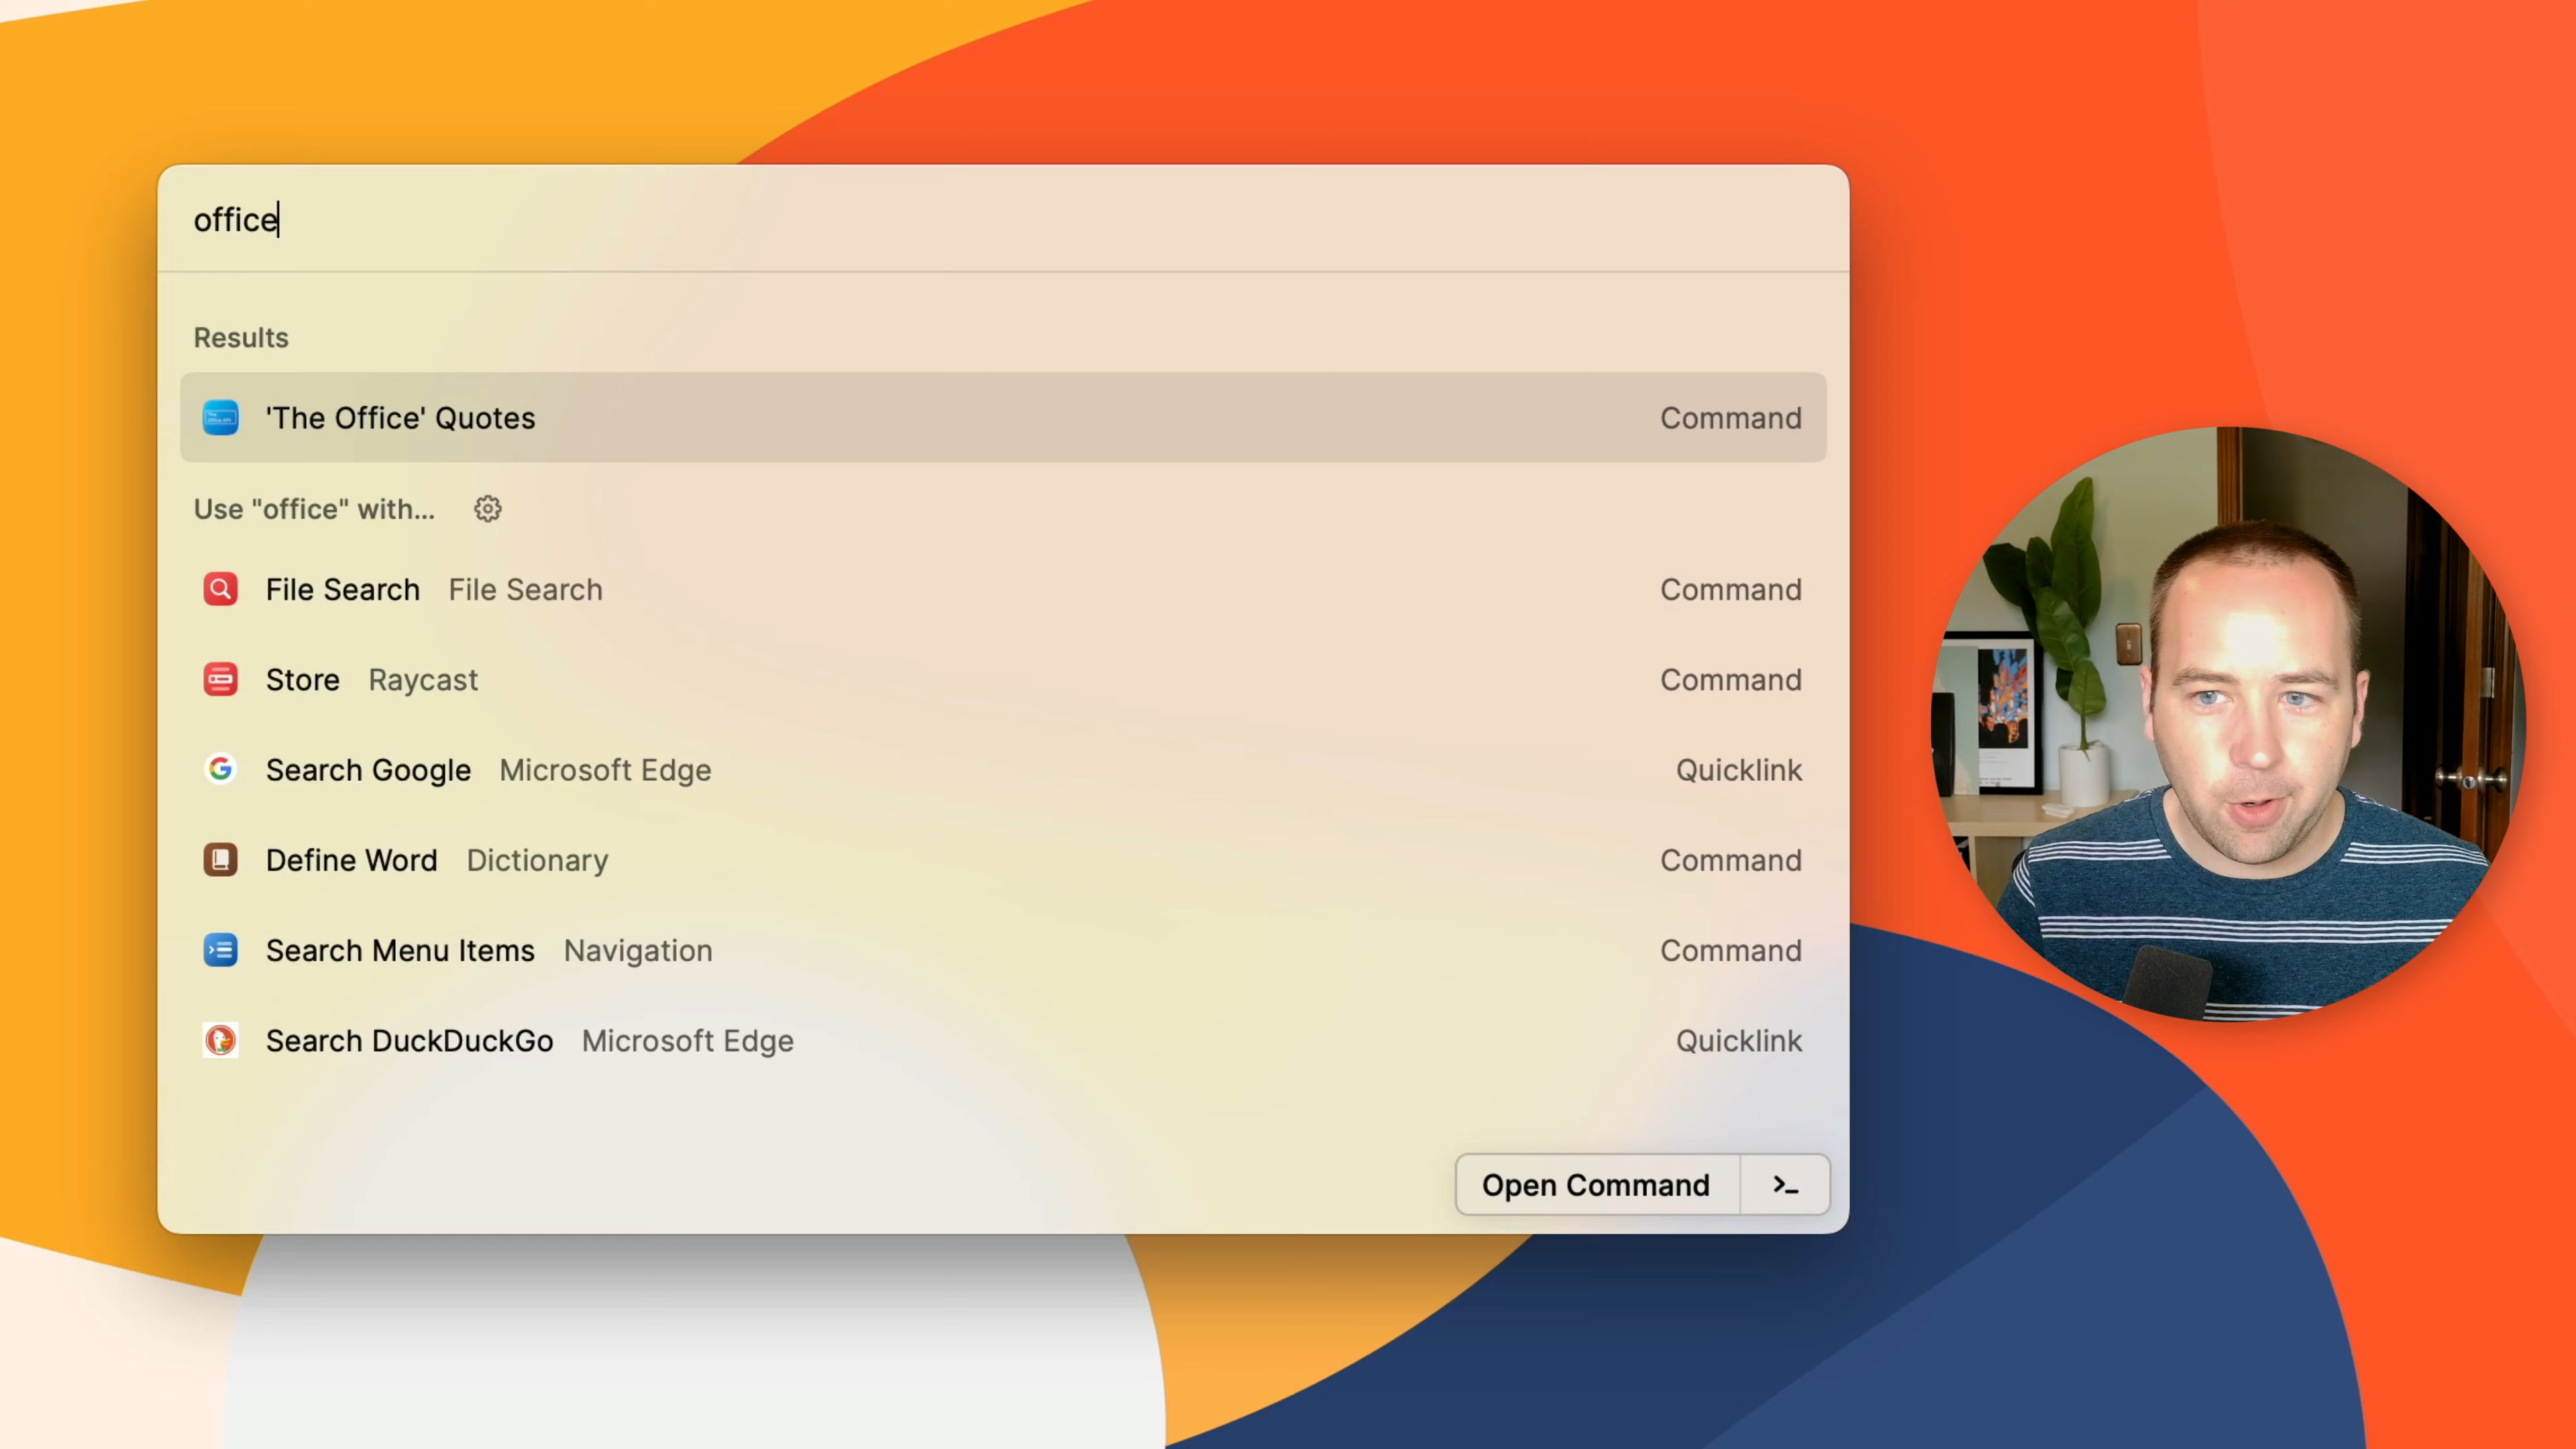 office
Results
'The Office' Quotes Command
Use "office" with...
File Search File Search Command
Store Raycast Command
Search Google Microsoft Edge Quicklink
Define Word Dictionary Command
Search Menu Items Navigation Command
Search DuckDuckGo Microsoft Edge Quicklink
Open Command >_